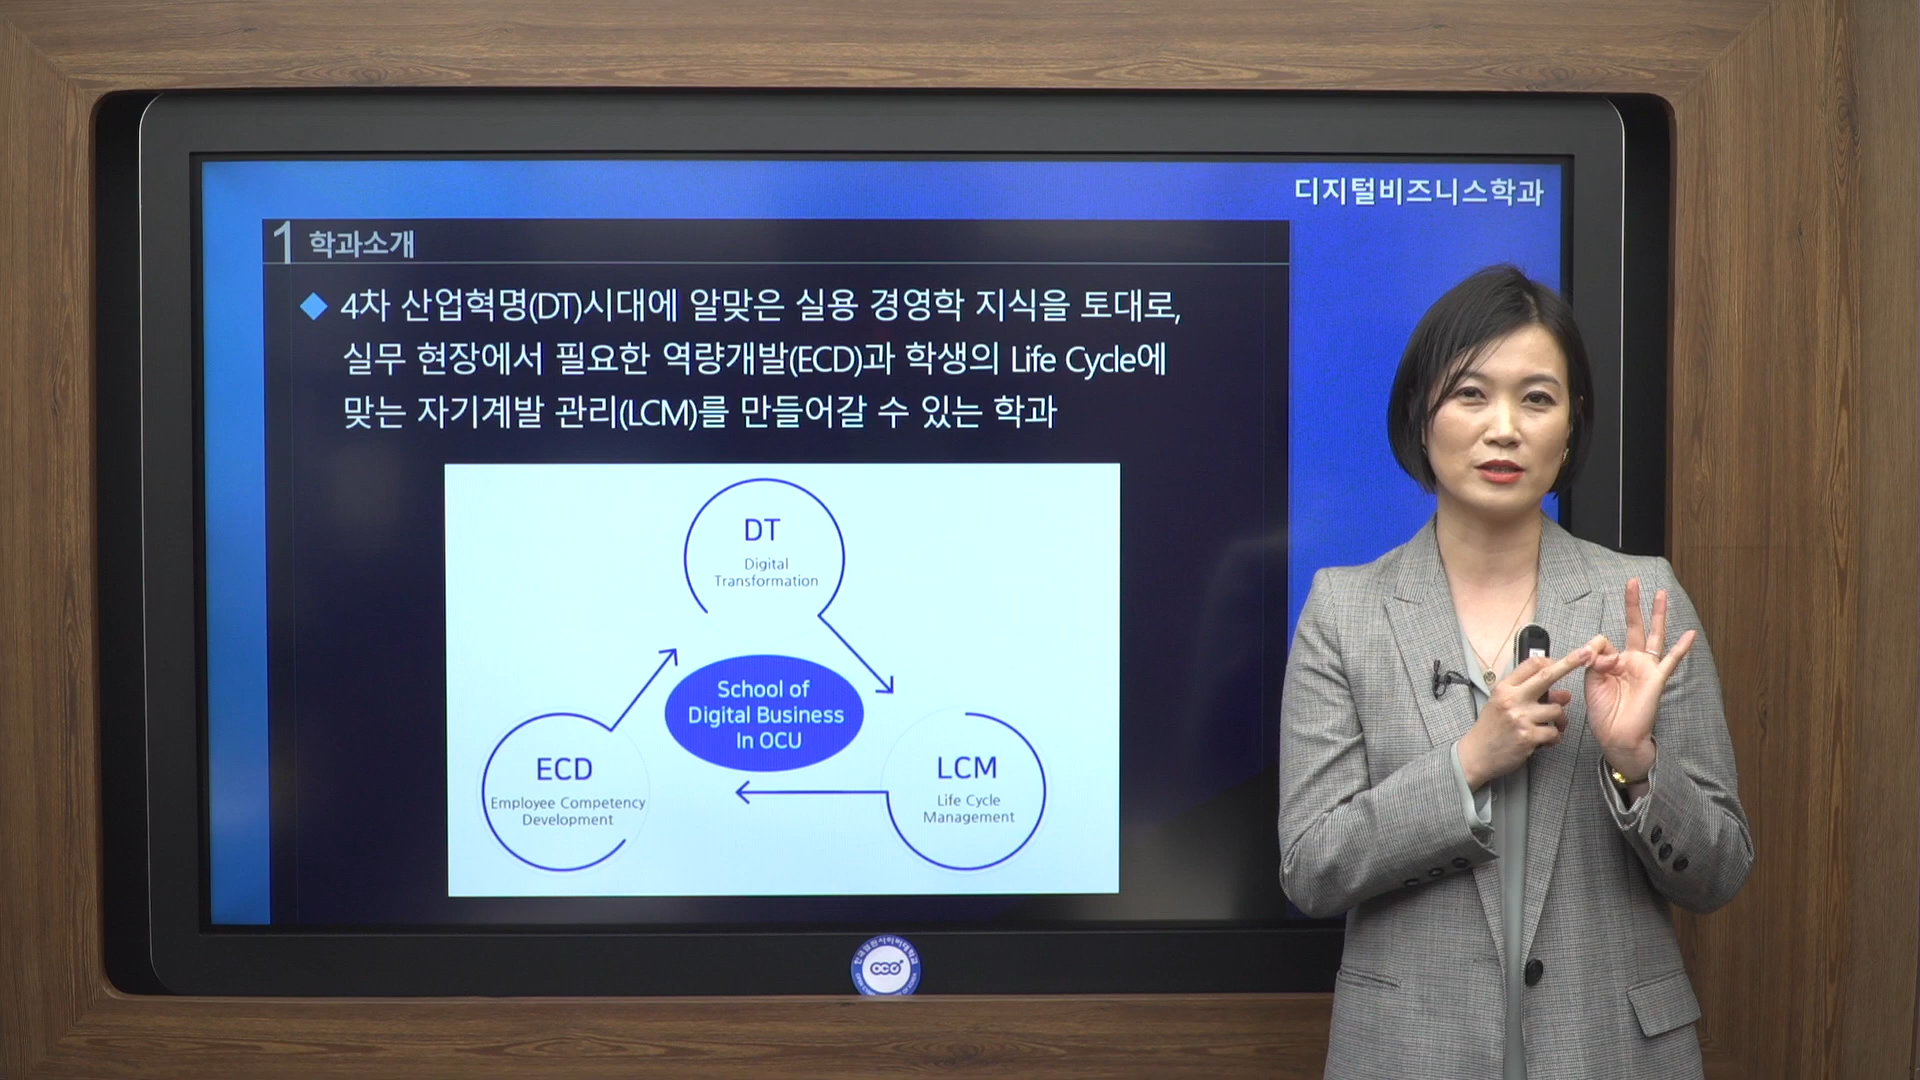 디지털비즈니스학과
1 학과소개
◆ 4차 산업혁명(DT)시대에 알맞은 실용 경영학 지식을 토대로,
실무 현장에서 필요한 역량개발(ECD)과 학생의 Life Cycle에
맞는 자기계발 관리(LCM)를 만들어갈 수 있는 학과
DT
Digital
Transformation
School of
Digital Business
In OCU
ECD
Employee Competency
Development
LCM
Life Cycle
Management
OCU